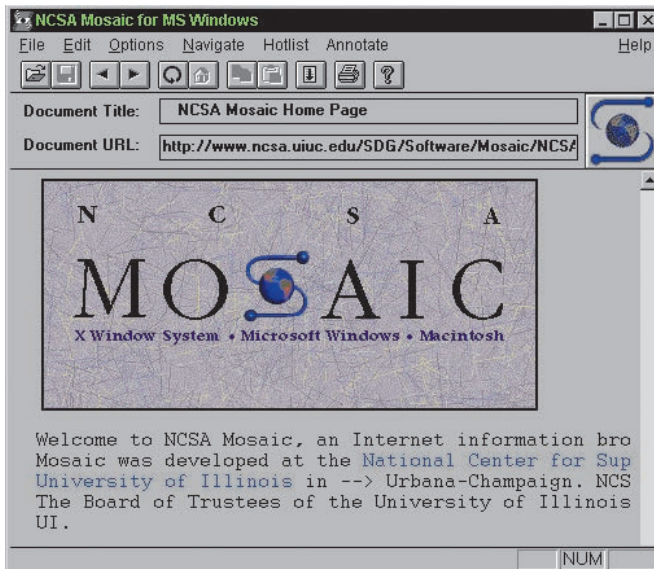 NCSA Mosaic for MS Windows
File Edit Options Navigate Hotlist Annotate Help
Document Title: NCSA Mosaic Home Page
Document URL: http://www.ncsa.uiuc.edu/SDG/Software/Mosaic/NCSA
N C S A
MOSAIC
X Window System • Microsoft Windows • Macintosh
Welcome to NCSA Mosaic, an Internet information bro
Mosaic was developed at the National Center for Sup
University of Illinois in --> Urbana-Champaign. NCS
The Board of Trustees of the University of Illinois
UI.
NUM